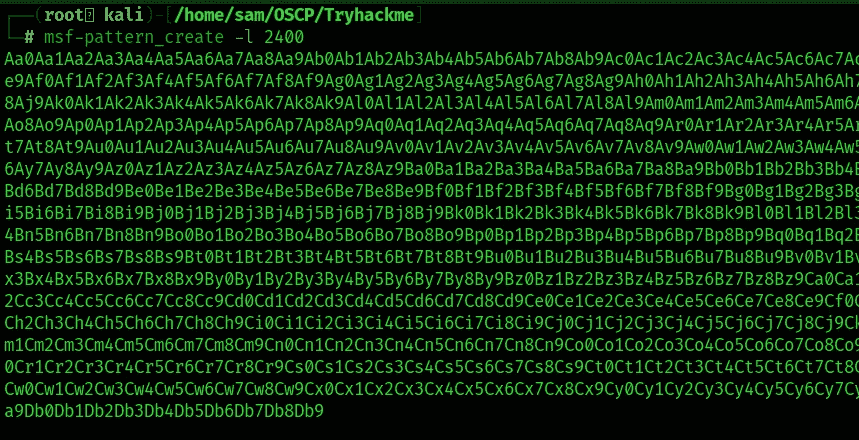 (root kali)-[/home/sam/OSCP/Tryhackme]
# msf-pattern_create -l 2400
Aa0Aa1Aa2Aa3Aa4Aa5Aa6Aa7Aa8Aa9Ab0Ab1Ab2Ab3Ab4Ab5Ab6Ab7Ab8Ab9Ac0Ac1Ac2Ac3Ac4Ac5Ac6Ac7Ac
e9Af0Af1Af2Af3Af4Af5Af6Af7Af8Af9Ag0Ag1Ag2Ag3Ag4Ag5Ag6Ag7Ag8Ag9Ah0Ah1Ah2Ah3Ah4Ah5Ah6Ah7
8Aj9Ak0Ak1Ak2Ak3Ak4Ak5Ak6Ak7Ak8Ak9Al0Al1Al2Al3Al4Al5Al6Al7Al8Al9Am0Am1Am2Am3Am4Am5Am6A
Ao8Ao9Ap0Ap1Ap2Ap3Ap4Ap5Ap6Ap7Ap8Ap9Aq0Aq1Aq2Aq3Aq4Aq5Aq6Aq7Aq8Aq9Ar0Ar1Ar2Ar3Ar4Ar5Ar
t7At8At9Au0Au1Au2Au3Au4Au5Au6Au7Au8Au9Av0Av1Av2Av3Av4Av5Av6Av7Av8Av9Aw0Aw1Aw2Aw3Aw4Aw5
6Ay7Ay8Ay9Az0Az1Az2Az3Az4Az5Az6Az7Az8Az9Ba0Ba1Ba2Ba3Ba4Ba5Ba6Ba7Ba8Ba9Bb0Bb1Bb2Bb3Bb4B
Bd6Bd7Bd8Bd9Be0Be1Be2Be3Be4Be5Be6Be7Be8Be9Bf0Bf1Bf2Bf3Bf4Bf5Bf6Bf7Bf8Bf9Bg0Bg1Bg2Bg3Bg
i5Bi6Bi7Bi8Bi9Bj0Bj1Bj2Bj3Bj4Bj5Bj6Bj7Bj8Bj9Bk0Bk1Bk2Bk3Bk4Bk5Bk6Bk7Bk8Bk9Bl0Bl1Bl2Bl3
4Bn5Bn6Bn7Bn8Bn9Bo0Bo1Bo2Bo3Bo4Bo5Bo6Bo7Bo8Bo9Bp0Bp1Bp2Bp3Bp4Bp5Bp6Bp7Bp8Bp9Bq0Bq1Bq2B
Bs4Bs5Bs6Bs7Bs8Bs9Bt0Bt1Bt2Bt3Bt4Bt5Bt6Bt7Bt8Bt9Bu0Bu1Bu2Bu3Bu4Bu5Bu6Bu7Bu8Bu9Bv0Bv1Bv
x3Bx4Bx5Bx6Bx7Bx8Bx9By0By1By2By3By4By5By6By7By8By9Bz0Bz1Bz2Bz3Bz4Bz5Bz6Bz7Bz8Bz9Ca0Ca1
2Cc3Cc4Cc5Cc6Cc7Cc8Cc9Cd0Cd1Cd2Cd3Cd4Cd5Cd6Cd7Cd8Cd9Ce0Ce1Ce2Ce3Ce4Ce5Ce6Ce7Ce8Ce9Cf0C
Ch2Ch3Ch4Ch5Ch6Ch7Ch8Ch9Ci0Ci1Ci2Ci3Ci4Ci5Ci6Ci7Ci8Ci9Cj0Cj1Cj2Cj3Cj4Cj5Cj6Cj7Cj8Cj9Ck
m1Cm2Cm3Cm4Cm5Cm6Cm7Cm8Cm9Cn0Cn1Cn2Cn3Cn4Cn5Cn6Cn7Cn8Cn9Co0Co1Co2Co3Co4Co5Co6Co7Co8Co9
0Cr1Cr2Cr3Cr4Cr5Cr6Cr7Cr8Cr9Cs0Cs1Cs2Cs3Cs4Cs5Cs6Cs7Cs8Cs9Ct0Ct1Ct2Ct3Ct4Ct5Ct6Ct7Ct8C
Cw0Cw1Cw2Cw3Cw4Cw5Cw6Cw7Cw8Cw9Cx0Cx1Cx2Cx3Cx4Cx5Cx6Cx7Cx8Cx9Cy0Cy1Cy2Cy3Cy4Cy5Cy6Cy7Cy
a9Db0Db1Db2Db3Db4Db5Db6Db7Db8Db9